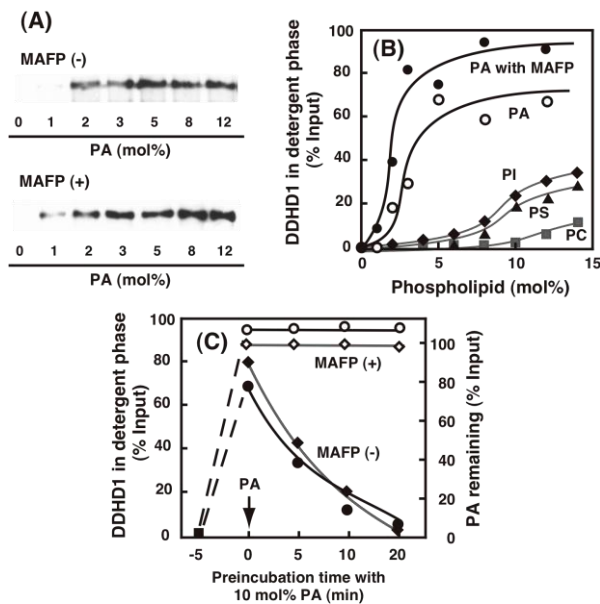 (A)
MAFP (-)
0 1 2 3 5 8 12
PA (mol%)
MAFP (+)
0 1 2 3 5 8 12
PA (mol%)
(B)
DDHD1 in detergent phase
(% Input)
100
80
60
40
20
0
PA with MAFP
PA
PI
PS
PC
0 5 10 15
Phospholipid (mol%)
(C)
DDHD1 in detergent phase
(% Input)
100
80
60
40
20
0
MAFP (+)
MAFP (-)
PA
100
80
60
40
20
0
PA remaining (% Input)
-5 0 5 10 20
Preincubation time with
10 mol% PA (min)